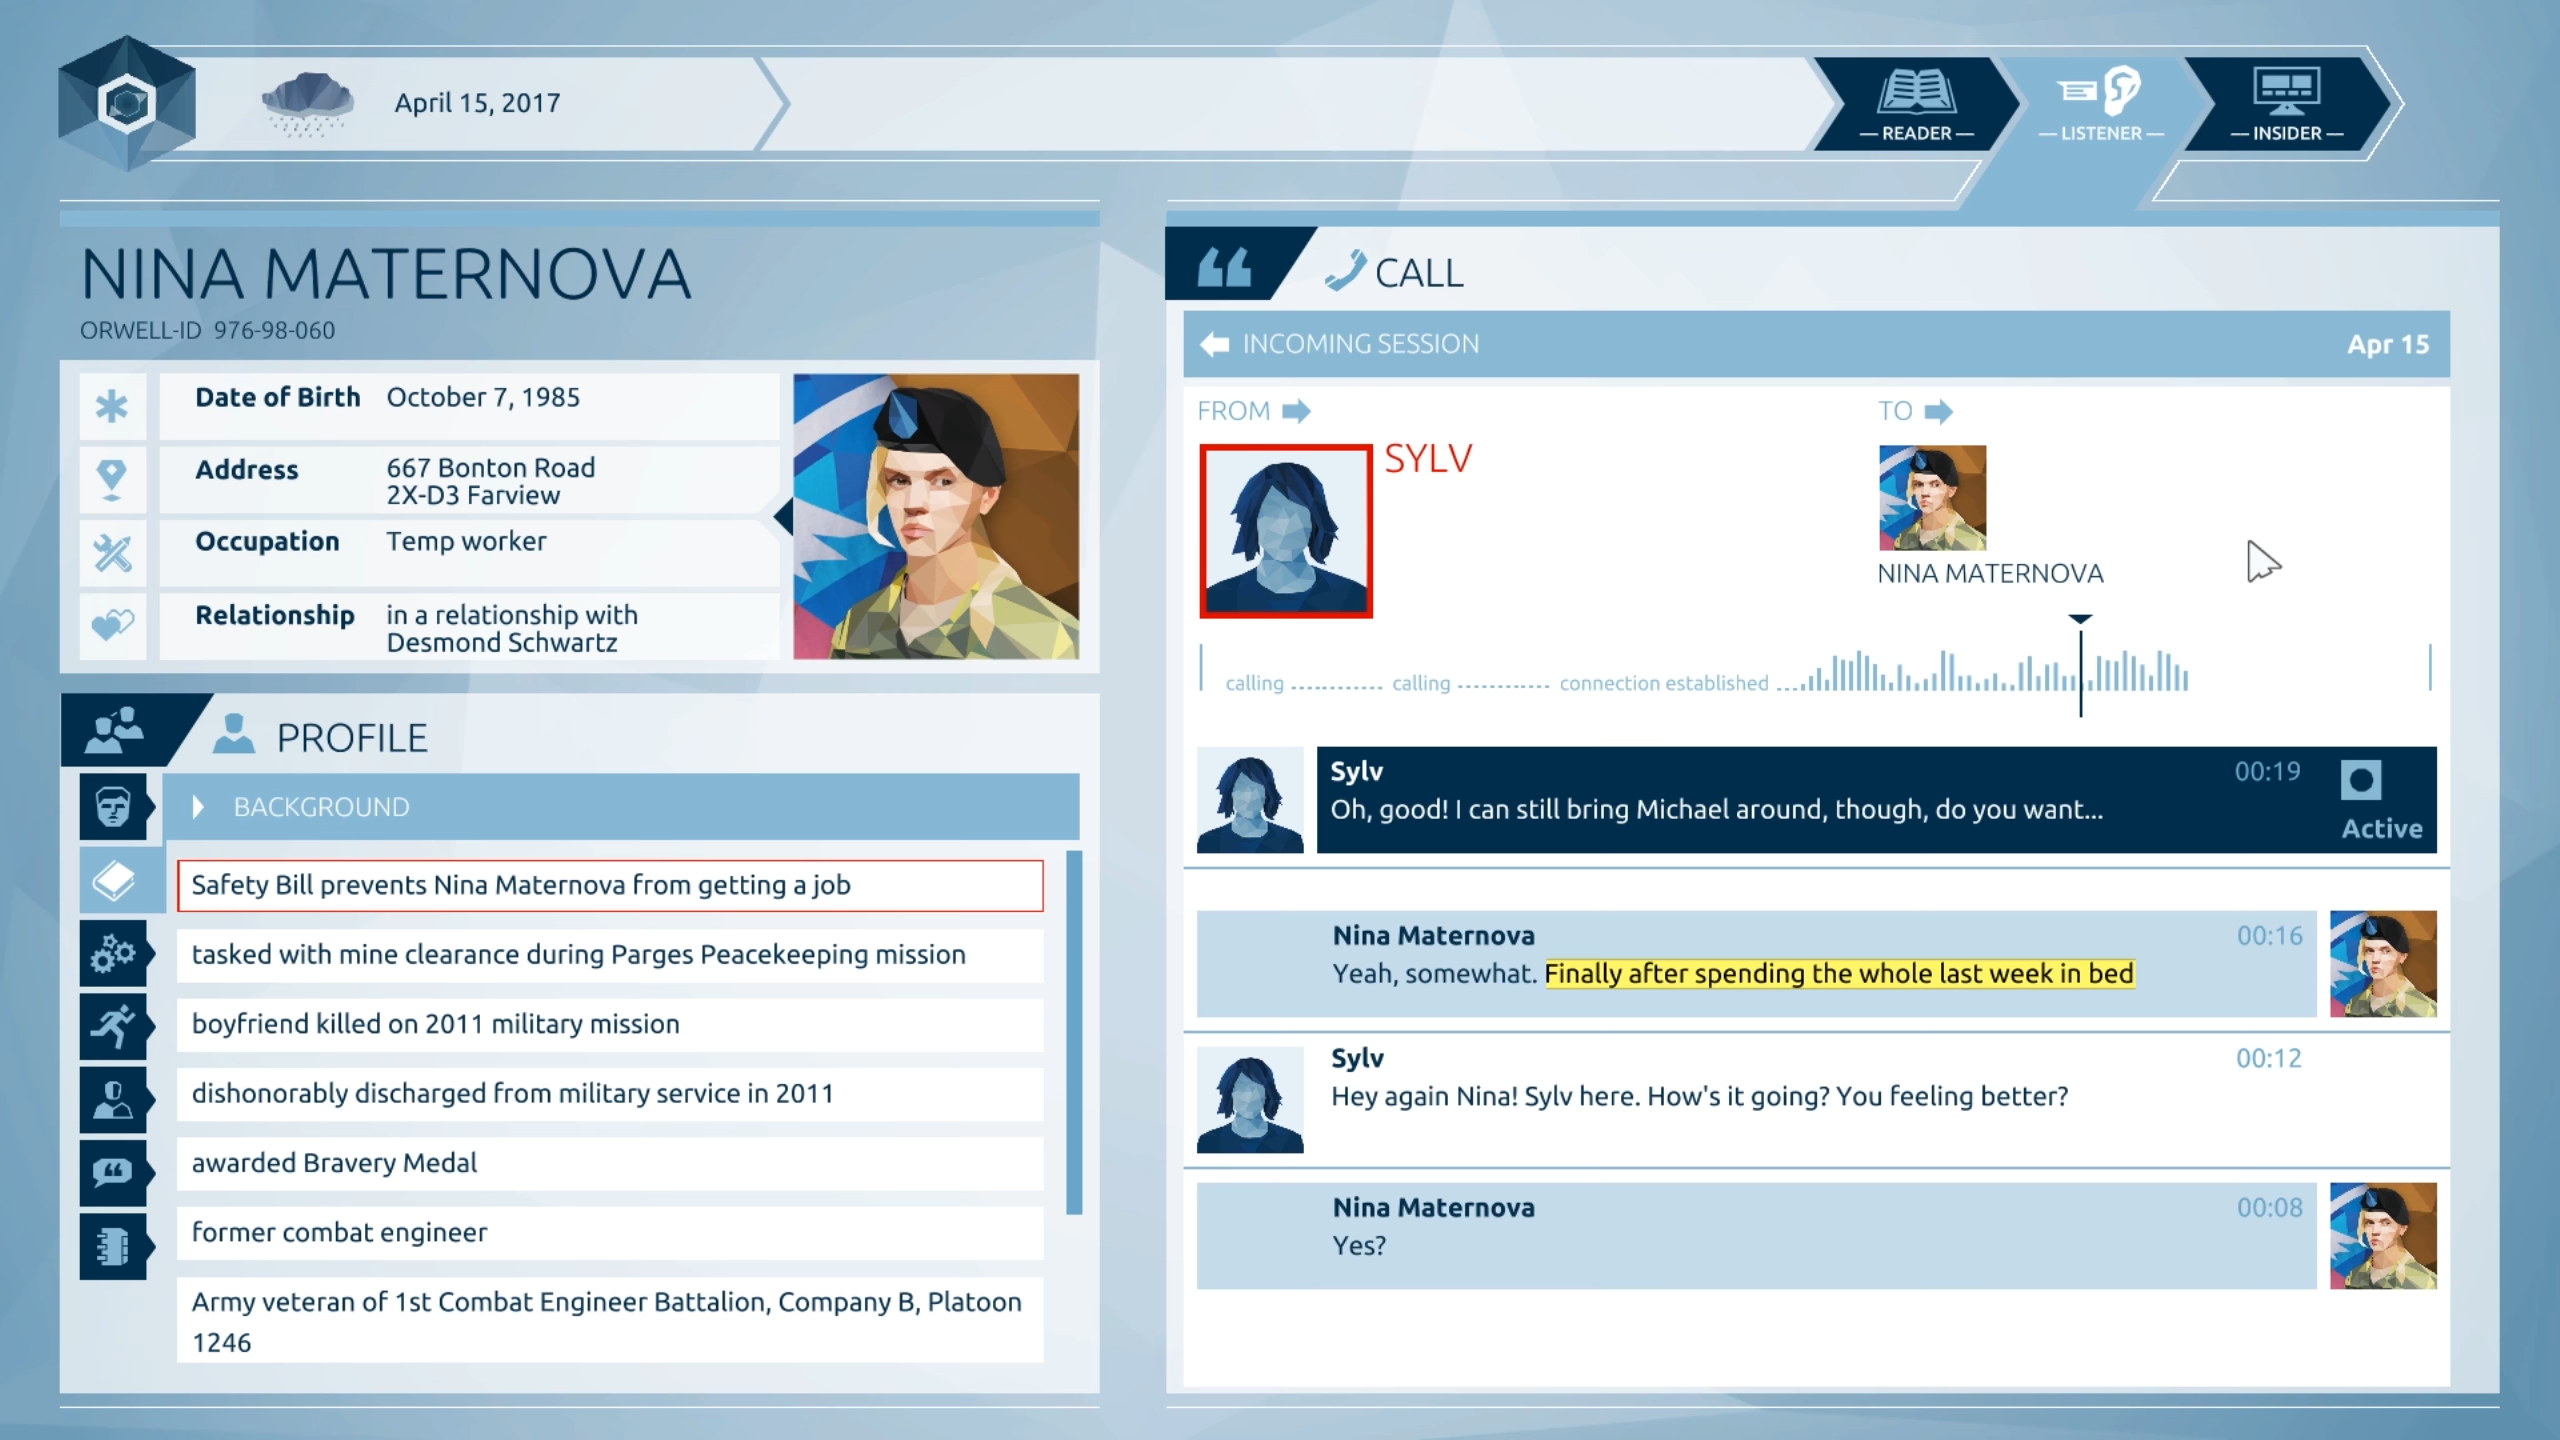 April 15, 2017
— READER —
— LISTENER —
— INSIDER —
NINA MATERNOVA
ORWELL-ID 976-98-060
Date of Birth October 7, 1985
Address 667 Bonton Road
2X-D3 Farview
Occupation Temp worker
Relationship in a relationship with
Desmond Schwartz
PROFILE
BACKGROUND
Safety Bill prevents Nina Maternova from getting a job
tasked with mine clearance during Parges Peacekeeping mission
boyfriend killed on 2011 military mission
dishonorably discharged from military service in 2011
awarded Bravery Medal
former combat engineer
Army veteran of 1st Combat Engineer Battalion, Company B, Platoon
1246
CALL
INCOMING SESSION Apr 15
FROM TO
SYLV
NINA MATERNOVA
calling ............ calling ............ connection established ....
Sylv 00:19
Oh, good! I can still bring Michael around, though, do you want...
Active
Nina Maternova 00:16
Yeah, somewhat. Finally after spending the whole last week in bed
Sylv 00:12
Hey again Nina! Sylv here. How's it going? You feeling better?
Nina Maternova 00:08
Yes?